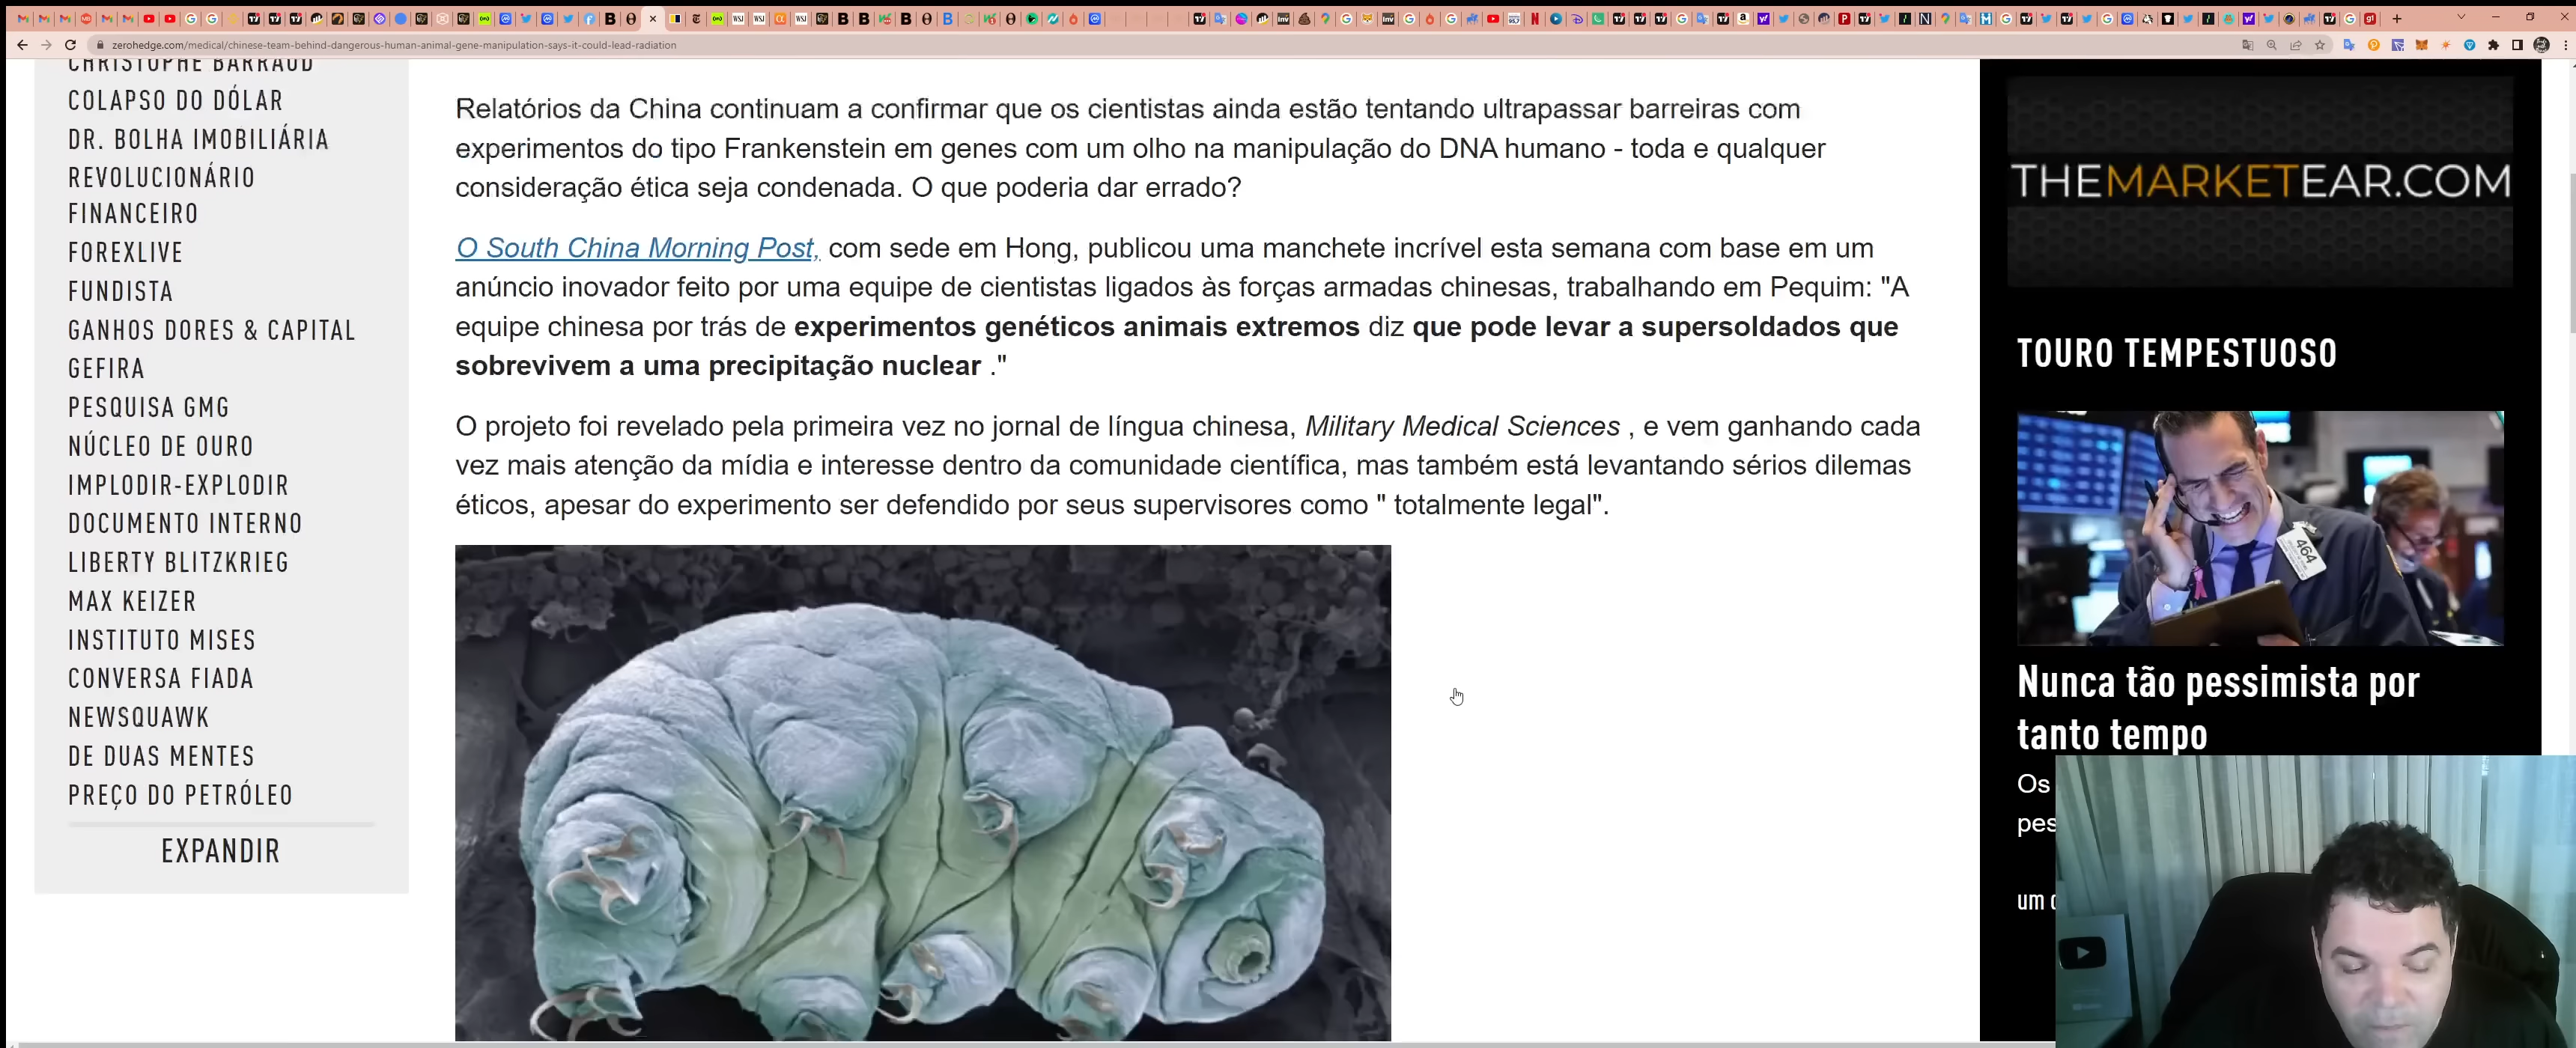 zerohedge.com/medical/chinese-team-behind-dangerous-human-animal-gene-manipulation-says-it-could-lead-radiation
CHRISTOPHE BARRAUD
COLAPSO DO DÓLAR
DR. BOLHA IMOBILIÁRIA
REVOLUCIONÁRIO
FINANCEIRO
FOREXLIVE
FUNDISTA
GANHOS DORES & CAPITAL
GEFIRA
PESQUISA GMG
NÚCLEO DE OURO
IMPLODIR-EXPLODIR
DOCUMENTO INTERNO
LIBERTY BLITZKRIEG
MAX KEIZER
INSTITUTO MISES
CONVERSA FIADA
NEWSQUAWK
DE DUAS MENTES
PREÇO DO PETRÓLEO
EXPANDIR
Relatórios da China continuam a confirmar que os cientistas ainda estão tentando ultrapassar barreiras com
experimentos do tipo Frankenstein em genes com um olho na manipulação do DNA humano - toda e qualquer
consideração ética seja condenada. O que poderia dar errado?
O South China Morning Post, com sede em Hong, publicou uma manchete incrível esta semana com base em um
anúncio inovador feito por uma equipe de cientistas ligados às forças armadas chinesas, trabalhando em Pequim: "A
equipe chinesa por trás de experimentos genéticos animais extremos diz que pode levar a supersoldados que
sobrevivem a uma precipitação nuclear ."
O projeto foi revelado pela primeira vez no jornal de língua chinesa, Military Medical Sciences , e vem ganhando cada
vez mais atenção da mídia e interesse dentro da comunidade científica, mas também está levantando sérios dilemas
éticos, apesar do experimento ser defendido por seus supervisores como " totalmente legal".
THEMARKETEAR.COM
TOURO TEMPESTUOSO
464
Nunca tão pessimista por
tanto tempo
Os
pes
um